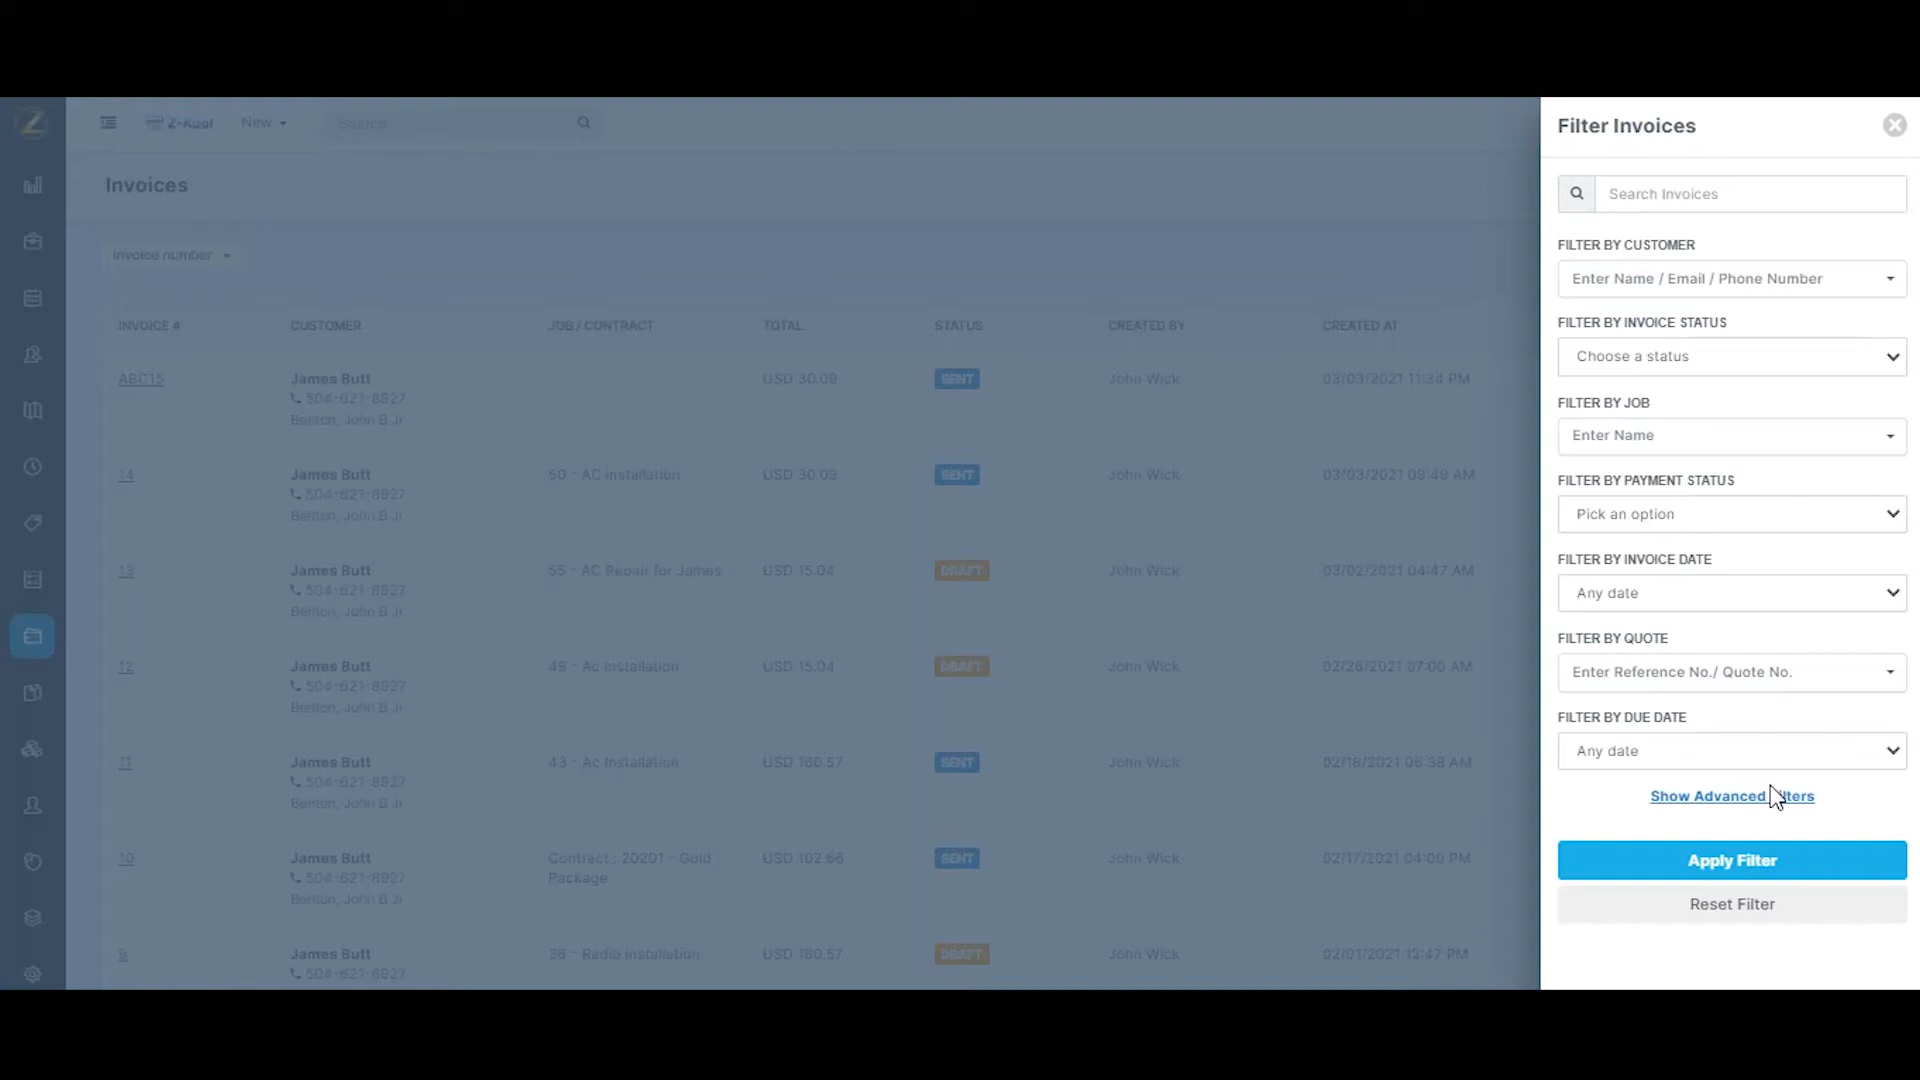 Z
Z-Kool
New
Search
Filter Invoices
Invoices
Search Invoices
Invoice number
FILTER BY CUSTOMER
Enter Name / Email / Phone Number
FILTER BY INVOICE STATUS
Choose a status
FILTER BY JOB
Enter Name
FILTER BY PAYMENT STATUS
Pick an option
FILTER BY INVOICE DATE
Any date
FILTER BY QUOTE
Enter Reference No./ Quote No.
FILTER BY DUE DATE
Any date
Show Advanced Filters
Apply Filter
Reset Filter
INVOICE # CUSTOMER JOB / CONTRACT TOTAL STATUS CREATED BY CREATED AT
ABC15 James Butt USD 30.09 SENT John Wick 03/03/2021 11:34 PM
504-621-8927
Benton, John B Jr
14 James Butt 50 - AC installation USD 30.09 SENT John Wick 03/03/2021 09:49 AM
504-621-8927
Benton, John B Jr
13 James Butt 55 - AC Repair for James USD 15.04 DRAFT John Wick 03/02/2021 04:47 AM
504-621-8927
Benton, John B Jr
12 James Butt 49 - Ac Installation USD 15.04 DRAFT John Wick 02/26/2021 07:00 AM
504-621-8927
Benton, John B Jr
11 James Butt 43 - Ac Installation USD 160.57 SENT John Wick 02/18/2021 06:38 AM
504-621-8927
Benton, John B Jr
10 James Butt Contract : 20201 - Gold USD 102.66 SENT John Wick 02/17/2021 04:00 PM
504-621-8927 Package
Benton, John B Jr
9 James Butt 36 - Radio Installation USD 160.57 DRAFT John Wick 02/01/2021 12:47 PM
504-621-8927